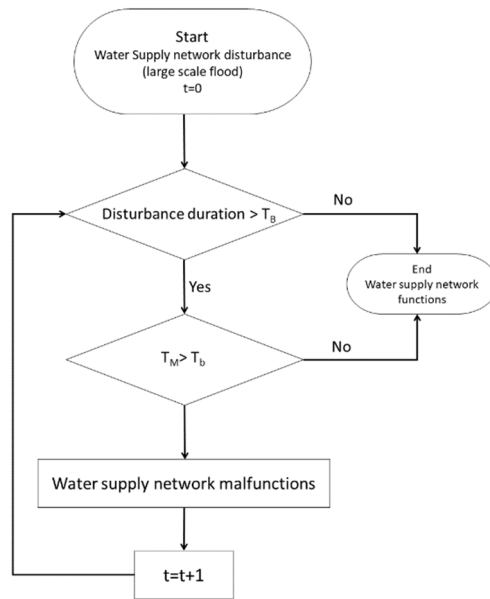 Start
Water Supply network disturbance
(large scale flood)
t=0
Disturbance duration > T_B
No
Yes
End
Water supply network
functions
T_M> T_b
No
Water supply network malfunctions
t=t+1